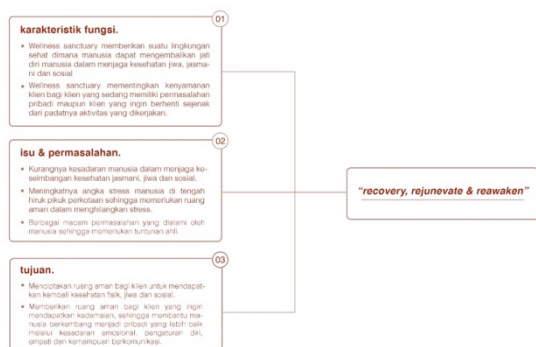 01
karakteristik fungsi.
• Wellness sanctuary memberikan suatu lingkungan
sehat dimana manusia dapat mengembalikan jati
diri manusia dalam menjaga kesehatan jiwa, jasma-
ni dan sosial
• Wellness sanctuary mementingkan kenyamanan
klien bagi klien yang sedang memiliki permasalahan
pribadi maupun klien yang ingin berhenti sejenak
dari padatnya aktivitas yang dikerjakan.
02
isu & permasalahan.
• Kurangnya kesadaran manusia dalam menjaga ke-
seimbangan kesehatan jasmani, jiwa dan sosial.
• Meningkatnya angka stress manusia di tengah
hiruk pikuk perkotaan sehingga memerlukan ruang
aman dalam menghilangkan stress.
• Berbagai macam permasalahan yang dialami oleh
manusia sehingga memerlukan tuntunan ahli.
03
tujuan.
• Menciptakan ruang aman bagi klien untuk mendapat-
kan kembali kesehatan fisik, jiwa dan sosial.
• Memberikan ruang aman bagi klien yang ingin
mendapatkan kedamaian, sehingga membantu ma-
nusia berkembang menjadi pribadi yang lebih baik
melalui kesadaran emosional, pengaturan diri,
empati dan kemampuan berkomunikasi.
"recovery, rejunevate & reawaken"